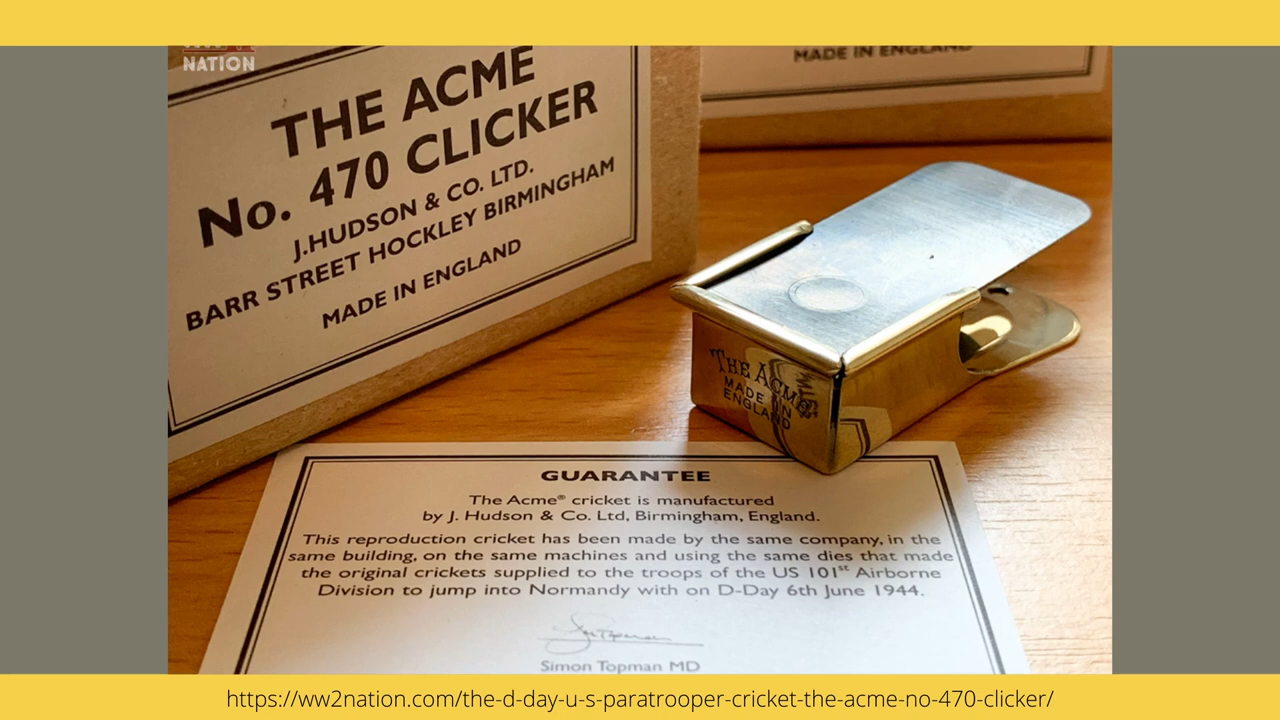 NATION
THE ACME
No. 470 CLICKER
J.HUDSON & CO. LTD.
BARR STREET HOCKLEY BIRMINGHAM
MADE IN ENGLAND
MADE IN ENGLAND
THE ACME
MADE IN
ENGLAND
GUARANTEE
The Acme® cricket is manufactured
by J. Hudson & Co. Ltd, Birmingham, England.
This reproduction cricket has been made by the same company, in the
same building, on the same machines and using the same dies that made
the original crickets supplied to the troops of the US 101st Airborne
Division to jump into Normandy with on D-Day 6th June 1944.
Simon Topman MD
https://ww2nation.com/the-d-day-u-s-paratrooper-cricket-the-acme-no-470-clicker/